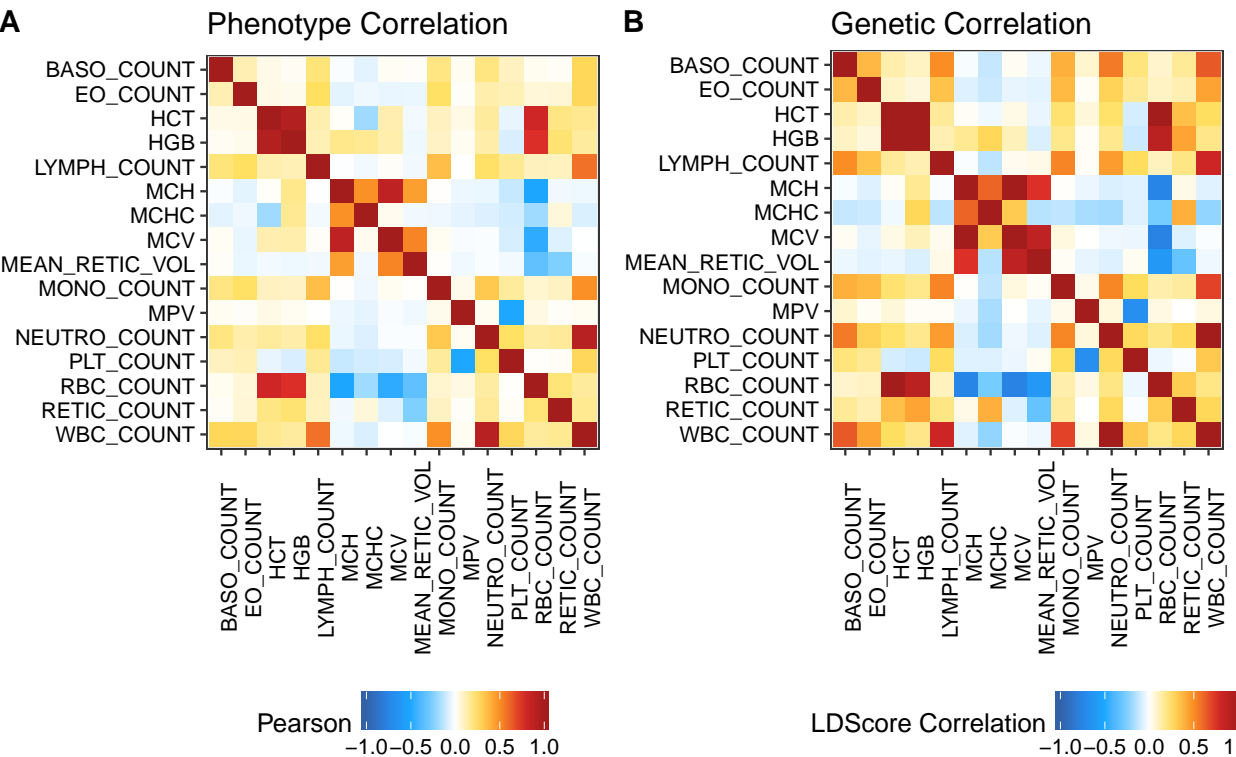 A
Phenotype Correlation
BASO_COUNT
EO_COUNT
HCT
HGB
LYMPH_COUNT
MCH
MCHC
MCV
MEAN_RETIC_VOL
MONO_COUNT
MPV
NEUTRO_COUNT
PLT_COUNT
RBC_COUNT
RETIC_COUNT
WBC_COUNT
BASO_COUNT
EO_COUNT
HCT
HGB
LYMPH_COUNT
MCH
MCHC
MCV
MEAN_RETIC_VOL
MONO_COUNT
MPV
NEUTRO_COUNT
PLT_COUNT
RBC_COUNT
RETIC_COUNT
WBC_COUNT
Pearson
−1.0 −0.5 0.0 0.5 1.0
B
Genetic Correlation
BASO_COUNT
EO_COUNT
HCT
HGB
LYMPH_COUNT
MCH
MCHC
MCV
MEAN_RETIC_VOL
MONO_COUNT
MPV
NEUTRO_COUNT
PLT_COUNT
RBC_COUNT
RETIC_COUNT
WBC_COUNT
BASO_COUNT
EO_COUNT
HCT
HGB
LYMPH_COUNT
MCH
MCHC
MCV
MEAN_RETIC_VOL
MONO_COUNT
MPV
NEUTRO_COUNT
PLT_COUNT
RBC_COUNT
RETIC_COUNT
WBC_COUNT
LDScore Correlation
−1.0 −0.5 0.0 0.5 1